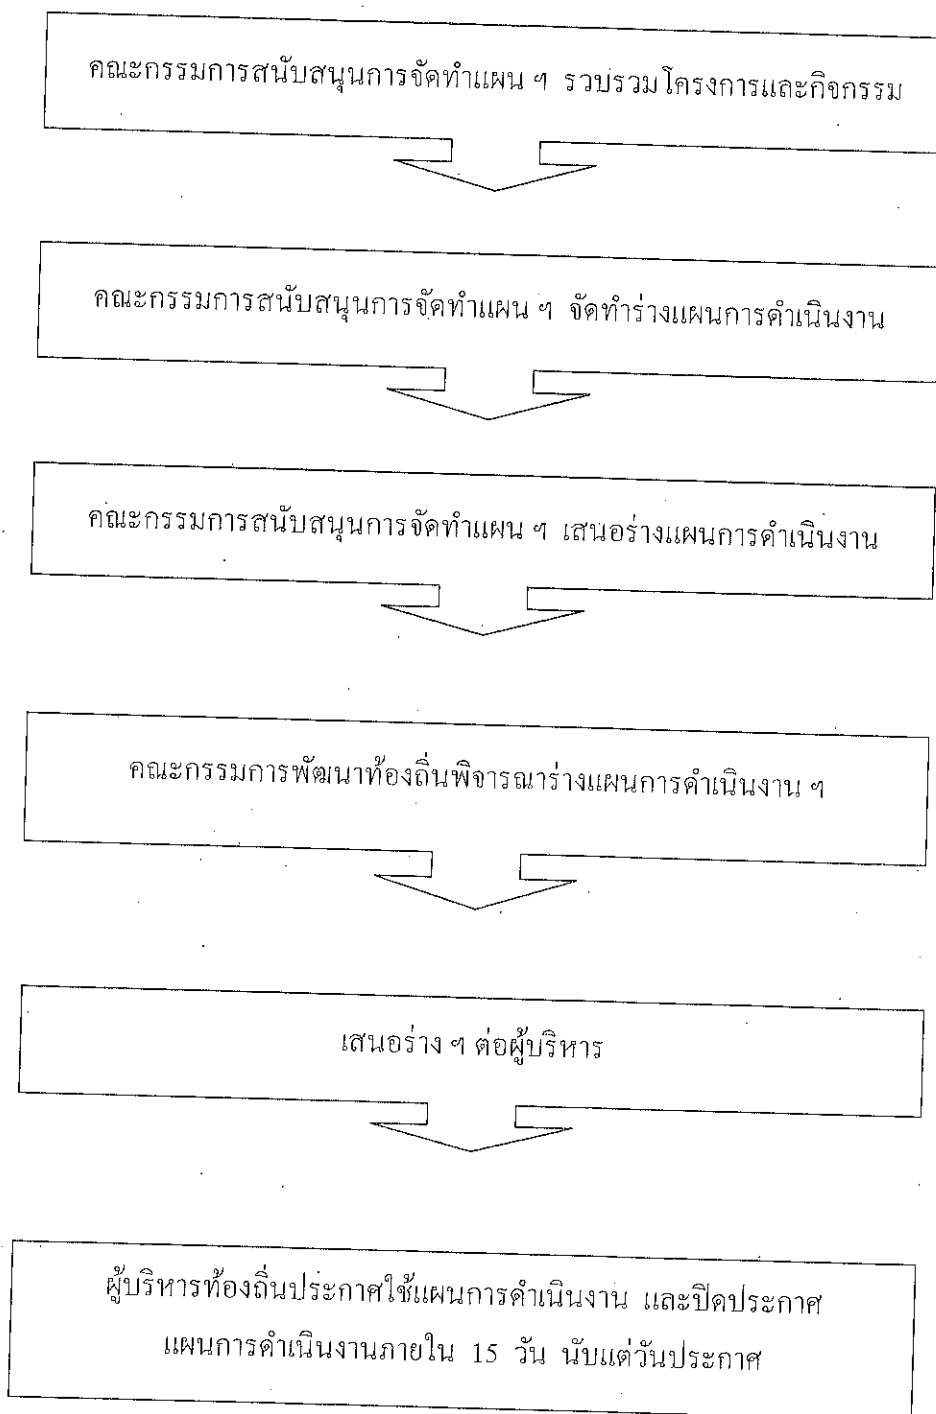 คณะกรรมการสนับสนุนการจัดทำแผน ฯ รวบรวมโครงการและกิจกรรม
คณะกรรมการสนับสนุนการจัดทำแผน ฯ จัดทำร่างแผนการดำเนินงาน
คณะกรรมการสนับสนุนการจัดทำแผน ฯ เสนอร่างแผนการดำเนินงาน
คณะกรรมการพัฒนาท้องถิ่นพิจารณาร่างแผนการดำเนินงาน ฯ
เสนอร่าง ฯ ต่อผู้บริหาร
ผู้บริหารท้องถิ่นประกาศใช้แผนการดำเนินงาน และปิดประกาศ
แผนการดำเนินงานภายใน 15 วัน นับแต่วันประกาศ